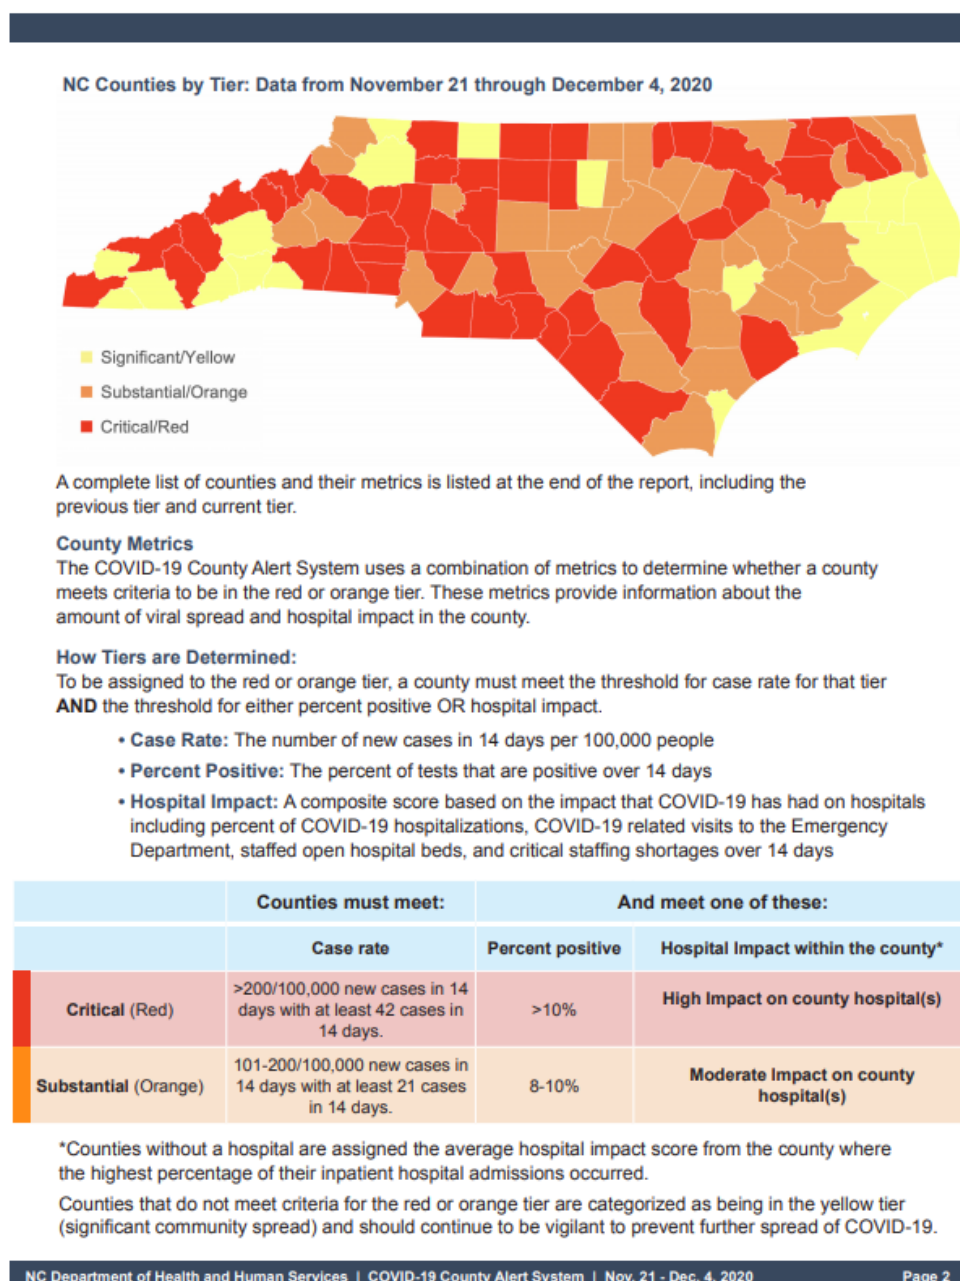 NC Counties by Tier: Data from November 21 through December 4, 2020
Significant/Yellow
Substantial/Orange
Critical/Red
A complete list of counties and their metrics is listed at the end of the report, including the
previous tier and current tier.
County Metrics
The COVID-19 County Alert System uses a combination of metrics to determine whether a county
meets criteria to be in the red or orange tier. These metrics provide information about the
amount of viral spread and hospital impact in the county.
How Tiers are Determined:
To be assigned to the red or orange tier, a county must meet the threshold for case rate for that tier
AND the threshold for either percent positive OR hospital impact.
• Case Rate: The number of new cases in 14 days per 100,000 people
• Percent Positive: The percent of tests that are positive over 14 days
• Hospital Impact: A composite score based on the impact that COVID-19 has had on hospitals
including percent of COVID-19 hospitalizations, COVID-19 related visits to the Emergency
Department, staffed open hospital beds, and critical staffing shortages over 14 days
Counties must meet: And meet one of these:
Case rate Percent positive Hospital Impact within the county*
>200/100,000 new cases in 14
days with at least 42 cases in
14 days.
Critical (Red) >10% High Impact on county hospital(s)
101-200/100,000 new cases in
14 days with at least 21 cases
in 14 days.
Substantial (Orange) 8-10% Moderate Impact on county
hospital(s)
*Counties without a hospital are assigned the average hospital impact score from the county where
the highest percentage of their inpatient hospital admissions occurred.
Counties that do not meet criteria for the red or orange tier are categorized as being in the yellow tier
(significant community spread) and should continue to be vigilant to prevent further spread of COVID-19.
NC Department of Health and Human Services | COVID-19 County Alert System | Nov. 21 - Dec. 4, 2020 Page 2